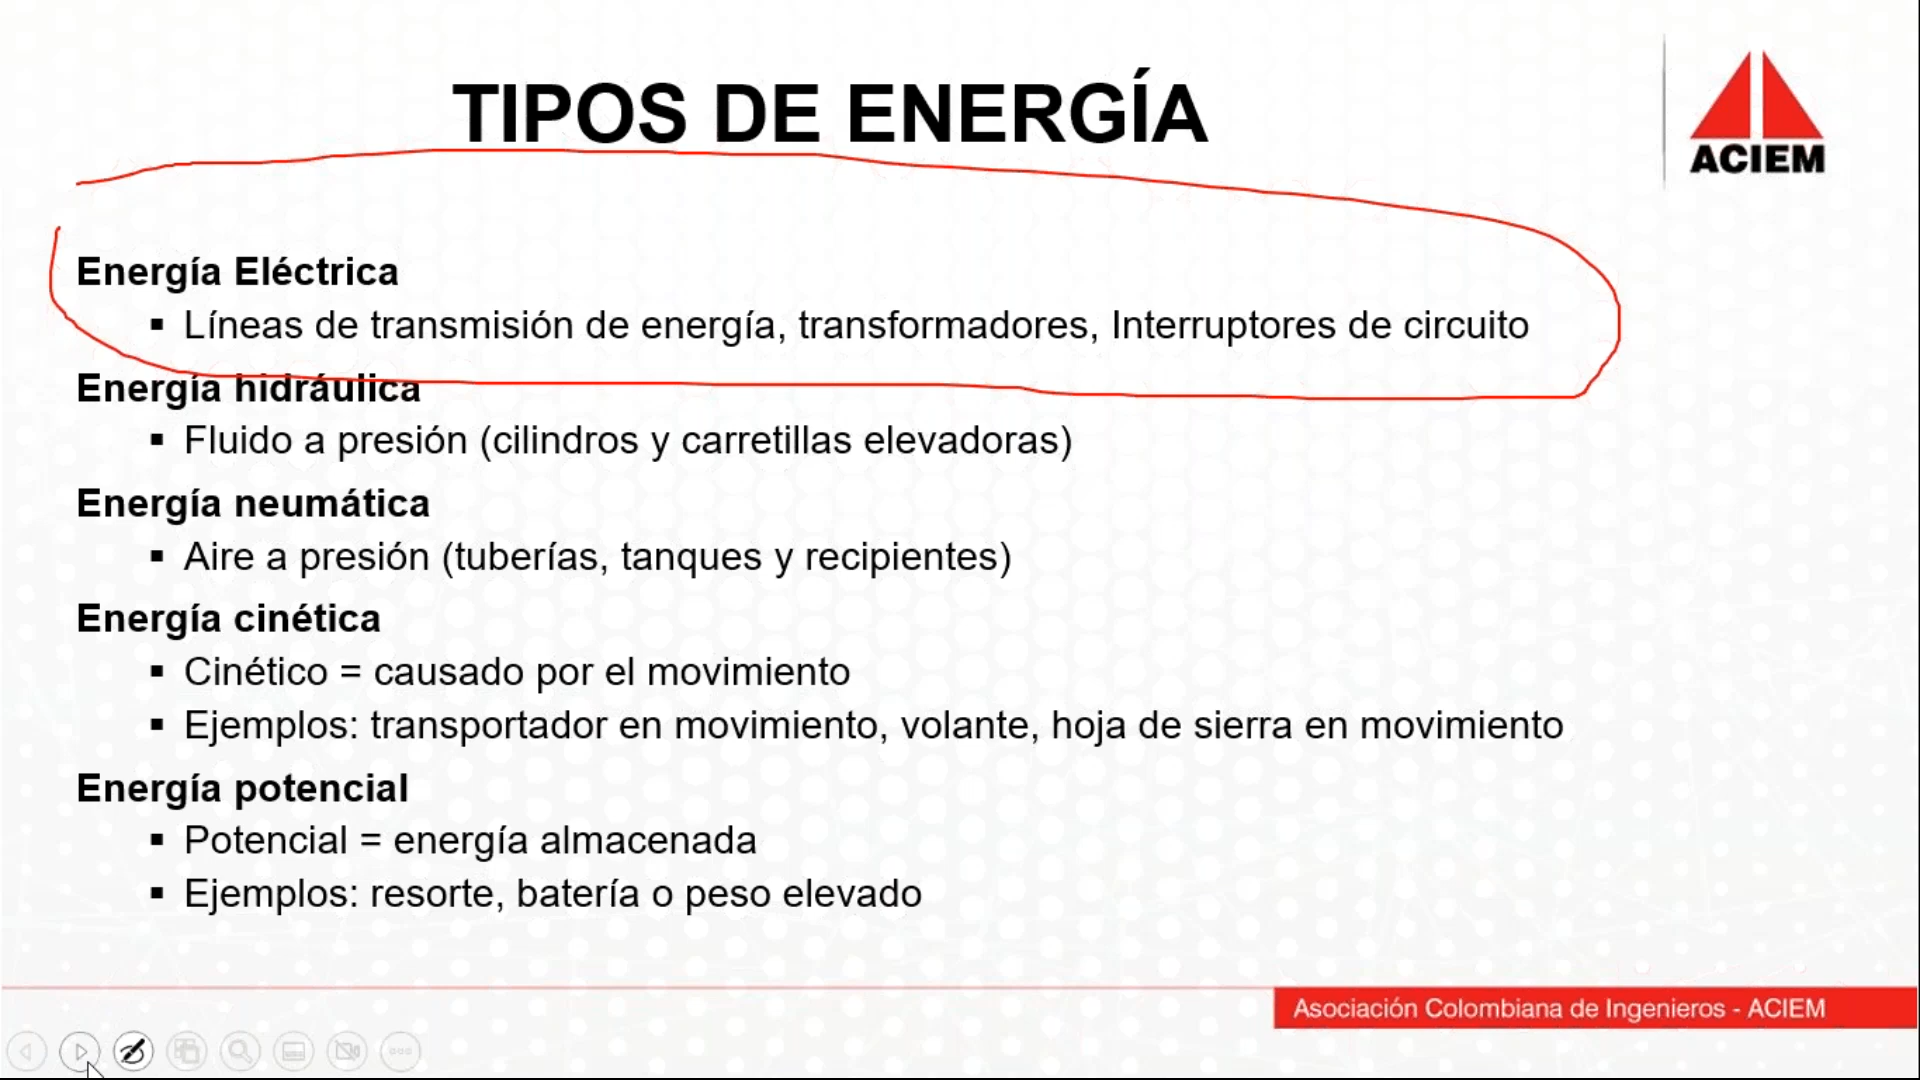 TIPOS DE ENERGÍA
ACIEM
Energía Eléctrica
▪ Líneas de transmisión de energía, transformadores, Interruptores de circuito
Energía hidráulica
▪ Fluido a presión (cilindros y carretillas elevadoras)
Energía neumática
▪ Aire a presión (tuberías, tanques y recipientes)
Energía cinética
▪ Cinético = causado por el movimiento
▪ Ejemplos: transportador en movimiento, volante, hoja de sierra en movimiento
Energía potencial
▪ Potencial = energía almacenada
▪ Ejemplos: resorte, batería o peso elevado
Asociación Colombiana de Ingenieros - ACIEM